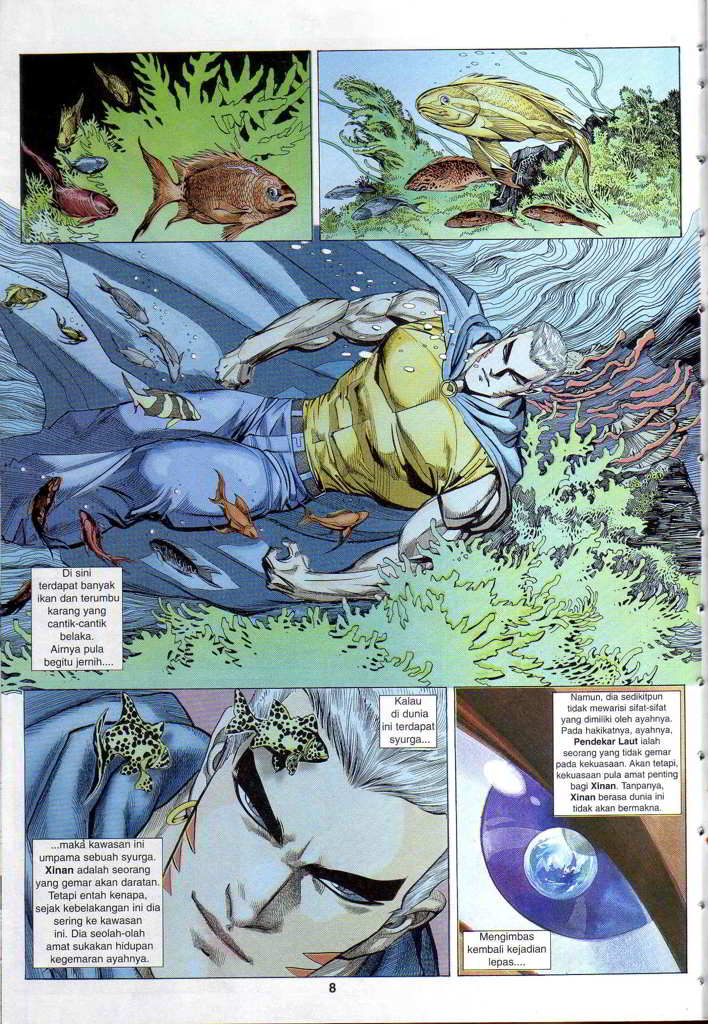 Di sini
terdapat banyak
ikan dan terumbu
karang yang
cantik-cantik
belaka.
Airnya pula
begitu jernih....
Kalau
di dunia
ini terdapat
syurga...
...maka kawasan ini
umpama sebuah syurga.
Xinan adalah seorang
yang gemar akan daratan.
Tetapi entah kenapa,
sejak kebelakangan ini dia
sering ke kawasan
ini. Dia seolah-olah
amat sukakan hidupan
kegemaran ayahnya.
Namun, dia sedikitpun
tidak mewarisi sifat-sifat
yang dimiliki oleh ayahnya.
Pada hakikatnya, ayahnya,
Pendekar Laut ialah
seorang yang tidak gemar
pada kekuasaan. Akan tetapi,
kekuasaan pula amat penting
bagi Xinan. Tanpanya,
Xinan berasa dunia ini
tidak akan bermakna.
Mengimbas
kembali kejadian
lepas....
8